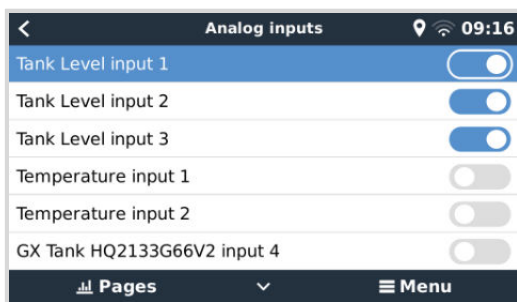 Analog inputs 09:16
Tank Level input 1
Tank Level input 2
Tank Level input 3
Temperature input 1
Temperature input 2
GX Tank HQ2133G66V2 input 4
Pages Menu